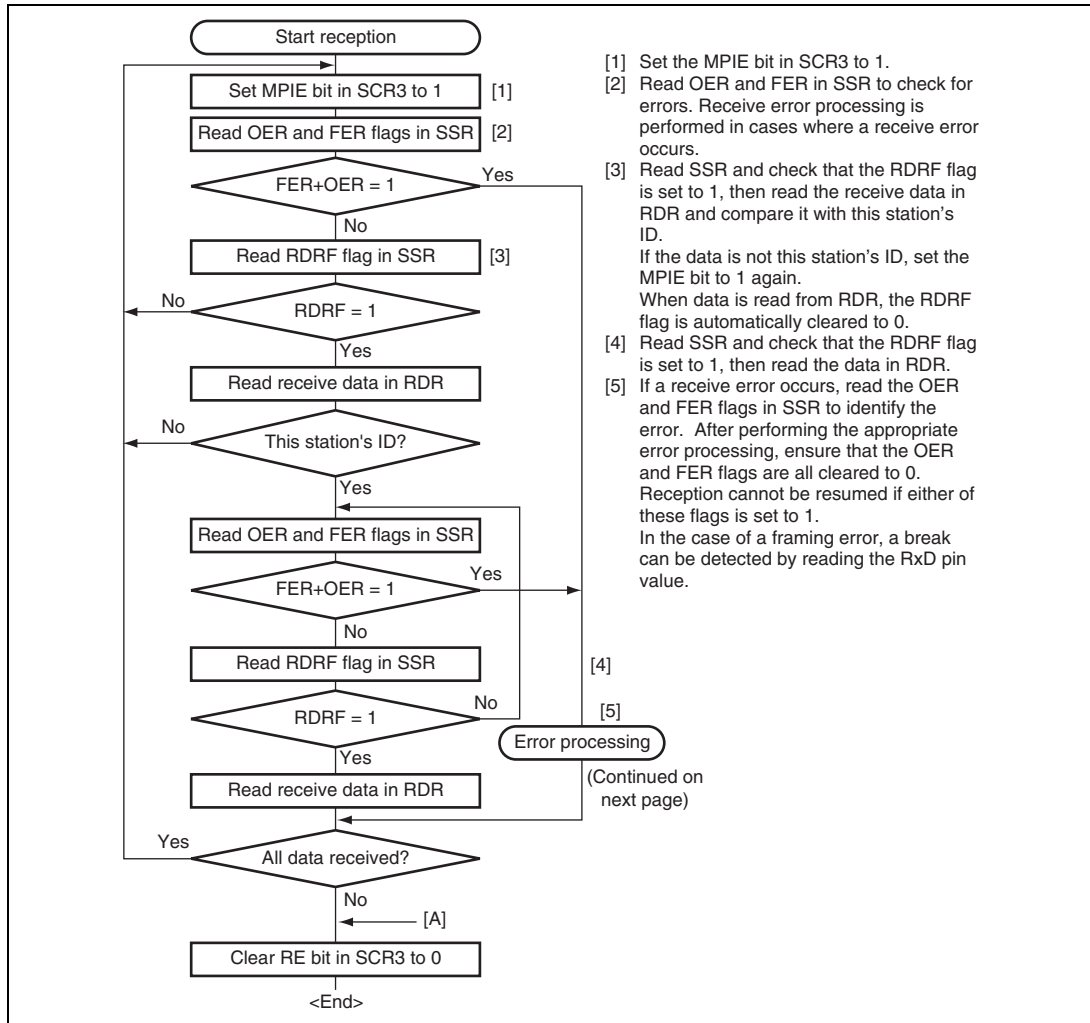 Start reception
Set MPIE bit in SCR3 to 1
[1]
Read OER and FER flags in SSR
[2]
FER+OER = 1
Yes
No
Read RDRF flag in SSR
[3]
No
RDRF = 1
Yes
Read receive data in RDR
No
This station's ID?
Yes
Read OER and FER flags in SSR
FER+OER = 1
Yes
No
Read RDRF flag in SSR
[4]
RDRF = 1
No
[5]
Error processing
Yes
(Continued on
next page)
Read receive data in RDR
Yes
All data received?
No
[A]
Clear RE bit in SCR3 to 0
<End>
[1] Set the MPIE bit in SCR3 to 1.
[2] Read OER and FER in SSR to check for
errors. Receive error processing is
performed in cases where a receive error
occurs.
[3] Read SSR and check that the RDRF flag
is set to 1, then read the receive data in
RDR and compare it with this station's
ID.
If the data is not this station's ID, set the
MPIE bit to 1 again.
When data is read from RDR, the RDRF
flag is automatically cleared to 0.
[4] Read SSR and check that the RDRF flag
is set to 1, then read the data in RDR.
[5] If a receive error occurs, read the OER
and FER flags in SSR to identify the
error. After performing the appropriate
error processing, ensure that the OER
and FER flags are all cleared to 0.
Reception cannot be resumed if either of
these flags is set to 1.
In the case of a framing error, a break
can be detected by reading the RxD pin
value.